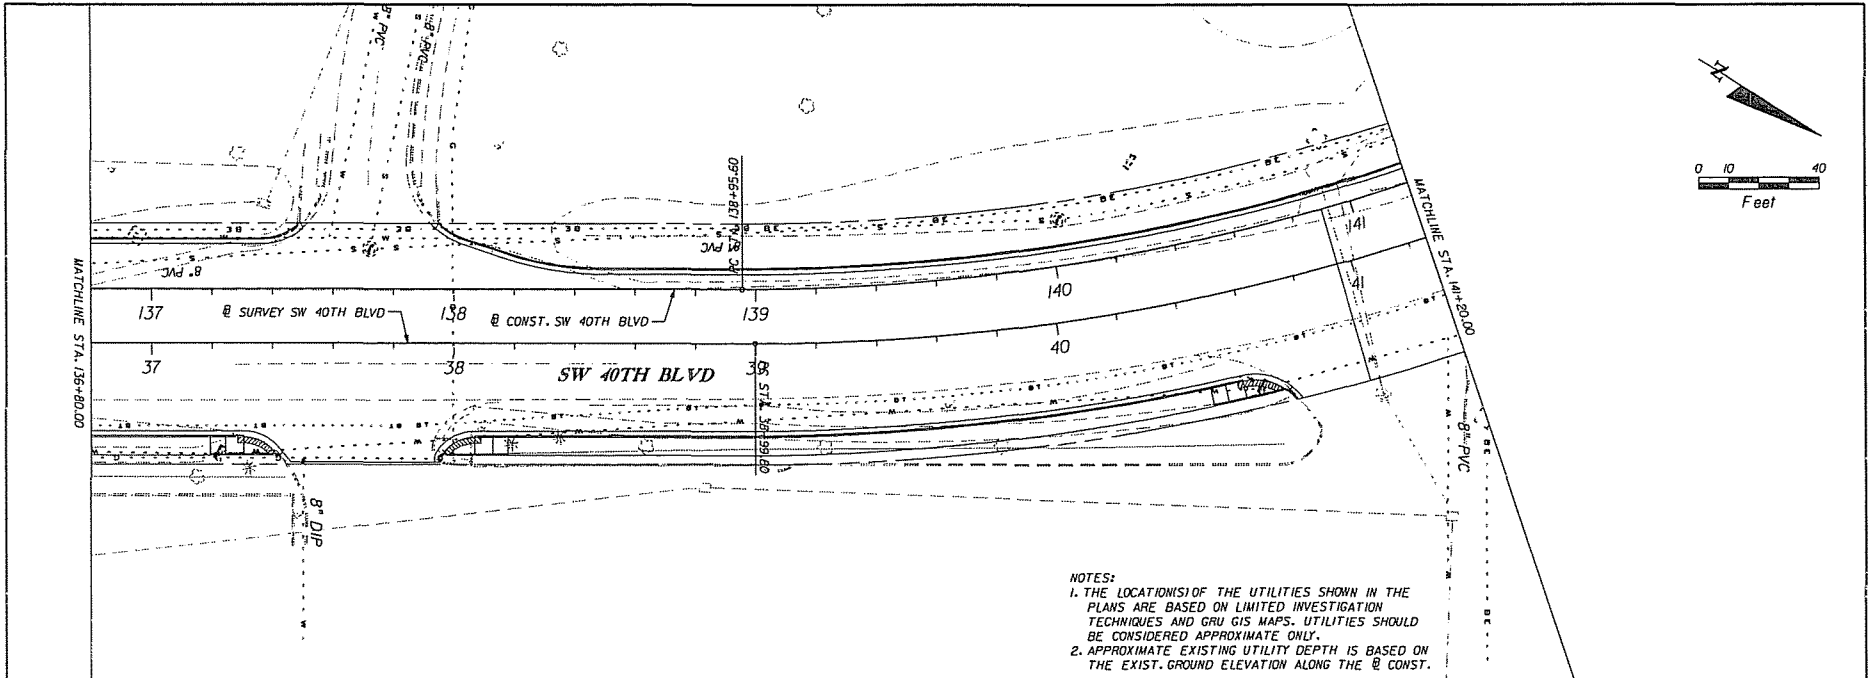 8" PVC
8" PVC
N
0 10 40
Feet
PC STA. 138+95.60
8" PVC
8" PVC
MATCHLINE STA. 136+80.00
MATCHLINE STA. 141+20.00
137
138
139
140
141
℄ SURVEY SW 40TH BLVD
℄ CONST. SW 40TH BLVD
37
38
39
40
41
SW 40TH BLVD
8" DIP
8" PVC
NOTES:
1. THE LOCATION(S) OF THE UTILITIES SHOWN IN THE
PLANS ARE BASED ON LIMITED INVESTIGATION
TECHNIQUES AND GRU GIS MAPS. UTILITIES SHOULD
BE CONSIDERED APPROXIMATE ONLY.
2. APPROXIMATE EXISTING UTILITY DEPTH IS BASED ON
THE EXIST. GROUND ELEVATION ALONG THE ℄ CONST.